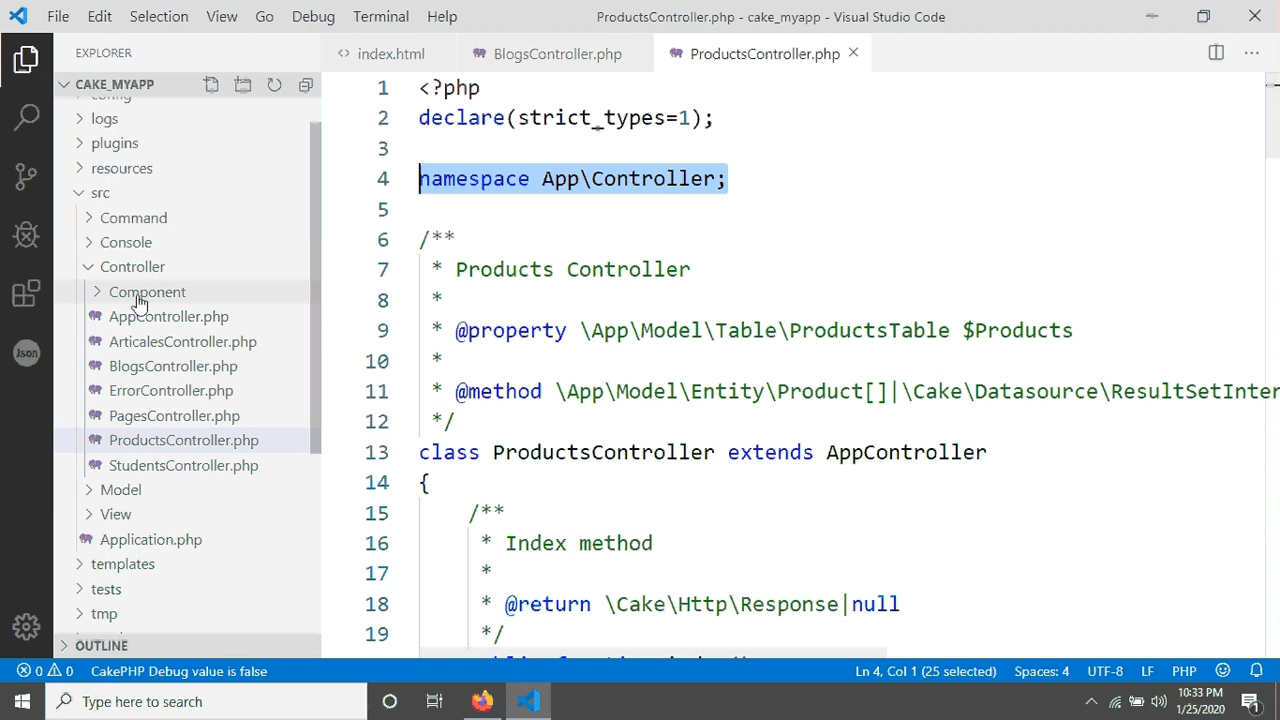 File Edit Selection View Go Debug Terminal Help ProductsController.php - cake_myapp - Visual Studio Code
EXPLORER
index.html BlogsController.php ProductsController.php
CAKE_MYAPP
config
logs
plugins
resources
src
Command
Console
Controller
Component
AppController.php
ArticalesController.php
BlogsController.php
ErrorController.php
PagesController.php
ProductsController.php
StudentsController.php
Model
View
Application.php
templates
tests
tmp
OUTLINE
Json
1 <?php
2 declare(strict_types=1);
3
4 namespace App\Controller;
5
6 /**
7 * Products Controller
8 *
9 * @property \App\Model\Table\ProductsTable $Products
10 *
11 * @method \App\Model\Entity\Product[]|\Cake\Datasource\ResultSetInter
12 */
13 class ProductsController extends AppController
14 {
15 /**
16 * Index method
17 *
18 * @return \Cake\Http\Response|null
19 */
0 0 CakePHP Debug value is false Ln 4, Col 1 (25 selected) Spaces: 4 UTF-8 LF PHP
Type here to search
10:33 PM
1/25/2020
1